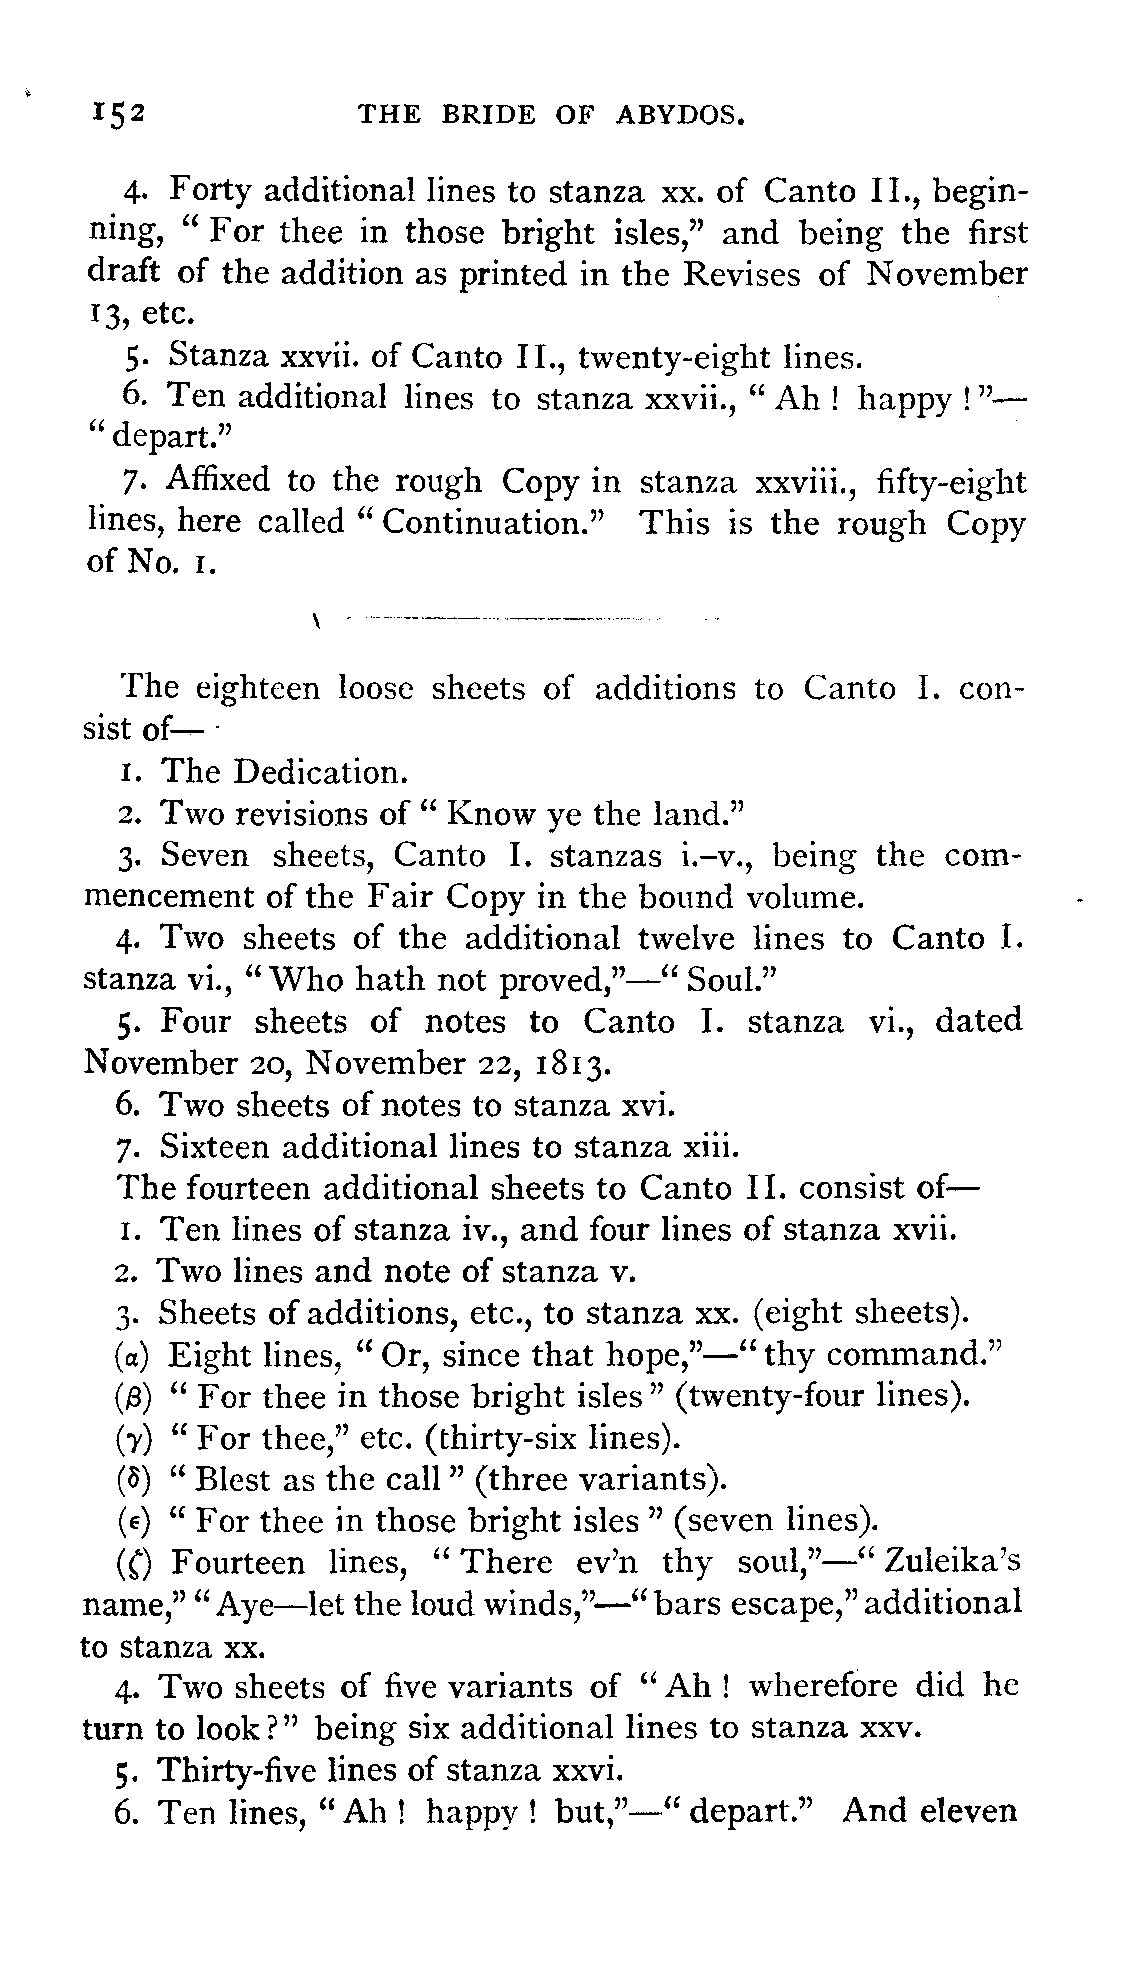 152 THE BRIDE OF ABYDOS.
4. Forty additional lines to stanza xx. of Canto II., begin-
ning, “ For thee in those bright isles,” and being the first
draft of the addition as printed in the Revises of November
13, etc.
5. Stanza xxvii. of Canto II., twenty-eight lines.
6. Ten additional lines to stanza xxvii., “ Ah ! happy ! ”—
“ depart.”
7. Affixed to the rough Copy in stanza xxviii., fifty-eight
lines, here called “ Continuation.” This is the rough Copy
of No. 1.
The eighteen loose sheets of additions to Canto I. con-
sist of—
1. The Dedication.
2. Two revisions of “ Know ye the land.”
3. Seven sheets, Canto I. stanzas i.–v., being the com-
mencement of the Fair Copy in the bound volume.
4. Two sheets of the additional twelve lines to Canto I.
stanza vi., “ Who hath not proved,”—“ Soul.”
5. Four sheets of notes to Canto I. stanza vi., dated
November 20, November 22, 1813.
6. Two sheets of notes to stanza xvi.
7. Sixteen additional lines to stanza xiii.
The fourteen additional sheets to Canto II. consist of—
1. Ten lines of stanza iv., and four lines of stanza xvii.
2. Two lines and note of stanza v.
3. Sheets of additions, etc., to stanza xx. (eight sheets).
(α) Eight lines, “ Or, since that hope,”—“ thy command.”
(β) “ For thee in those bright isles ” (twenty-four lines).
(γ) “ For thee,” etc. (thirty-six lines).
(δ) “ Blest as the call ” (three variants).
(ε) “ For thee in those bright isles ” (seven lines).
(ζ) Fourteen lines, “ There ev’n thy soul,”—“ Zuleika’s
name,” “ Aye—let the loud winds,”—“ bars escape,” additional
to stanza xx.
4. Two sheets of five variants of “ Ah ! wherefore did he
turn to look ? ” being six additional lines to stanza xxv.
5. Thirty-five lines of stanza xxvi.
6. Ten lines, “ Ah ! happy ! but,”—“ depart.” And eleven